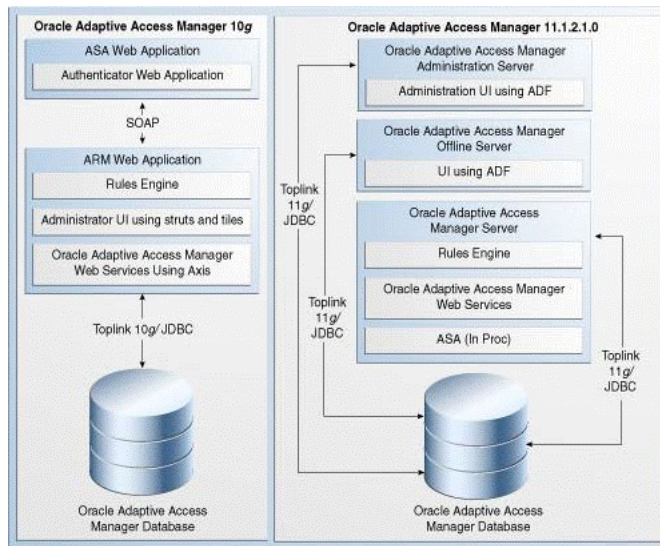 Oracle Adaptive Access Manager 10g
ASA Web Application
Authenticator Web Application
SOAP
ARM Web Application
Rules Engine
Administrator UI using struts and tiles
Oracle Adaptive Access Manager
Web Services Using Axis
Toplink 10g/JDBC
Oracle Adaptive Access
Manager Database
Oracle Adaptive Access Manager 11.1.2.1.0
Oracle Adaptive Access Manager
Administration Server
Administration UI using ADF
Oracle Adaptive Access Manager
Offline Server
UI using ADF
Toplink
11g/
JDBC
Oracle Adaptive Access
Manager Server
Rules Engine
Oracle Adaptive Access Manager
Web Services
ASA (In Proc)
Toplink
11g/
JDBC
Toplink
11g/
JDBC
Oracle Adaptive Access
Manager Database